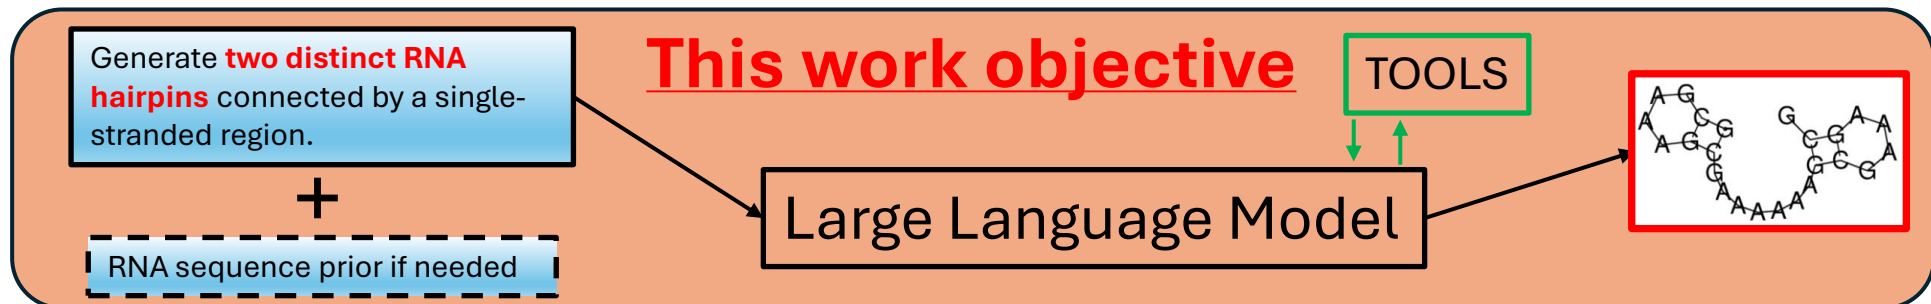 Generate two distinct RNA
hairpins connected by a single-
stranded region.
+
RNA sequence prior if needed
This work objective
TOOLS
Large Language Model